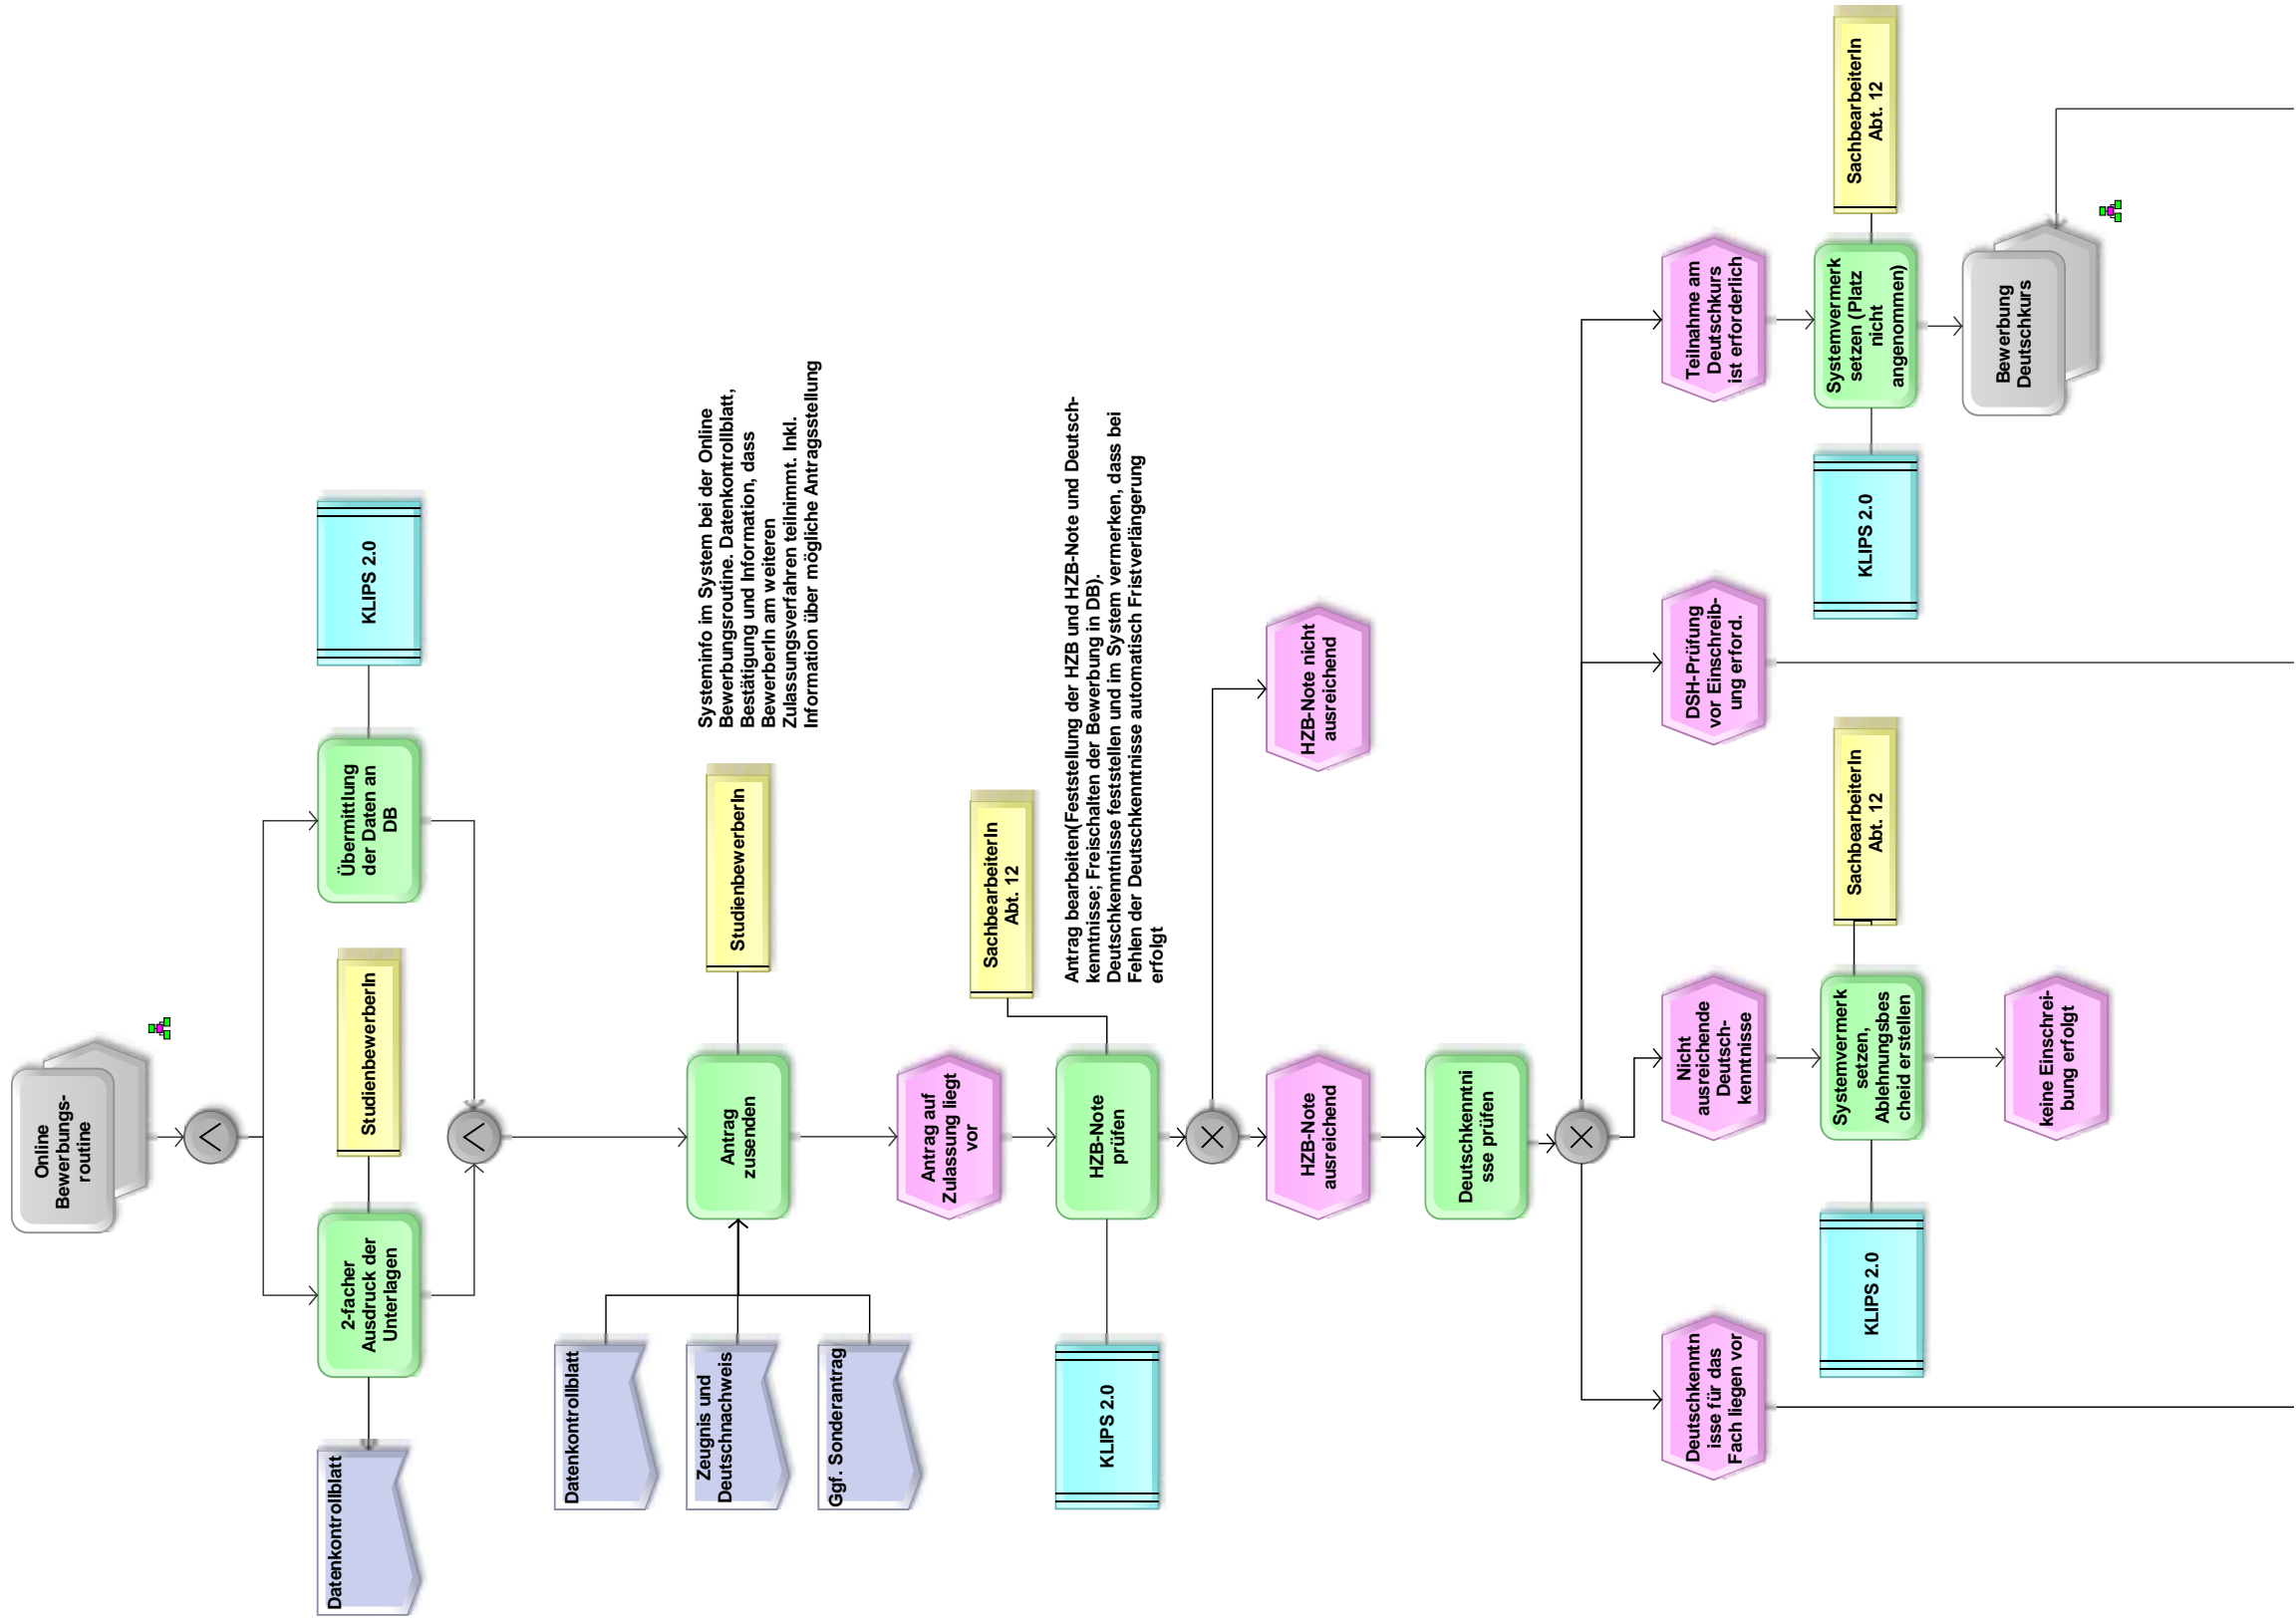 Online
Bewerbungs-
routine
2-facher
Ausdruck der
Unterlagen
StudienbewerberIn
Datenkontrollblatt
Übermittlung
der Daten an
DB
KLIPS 2.0
Datenkontrollblatt
Zeugnis und
Deutschnachweis
Ggf. Sonderantrag
Antrag
zusenden
StudienbewerberIn
Systeminfo im System bei der Online
Bewerbungsroutine. Datenkontrollblatt,
Bestätigung und Information, dass
BewerberIn am weiteren
Zulassungsverfahren teilnimmt. Inkl.
Information über mögliche Antragsstellung
Antrag auf
Zulassung liegt
vor
KLIPS 2.0
HZB-Note
prüfen
SachbearbeiterIn
Abt. 12
Antrag bearbeiten(Feststellung der HZB und HZB-Note und Deutsch-
kenntnisse; Freischalten der Bewerbung in DB).
Deutschkenntnisse feststellen und im System vermerken, dass bei
Fehlen der Deutschkenntnisse automatisch Fristverlängerung
erfolgt
HZB-Note
ausreichend
HZB-Note nicht
ausreichend
Deutschkenntni
sse prüfen
Deutschkenntn
isse für das
Fach liegen vor
Nicht
ausreichende
Deutsch-
kenntnisse
DSH-Prüfung
vor Einschreib-
ung erford.
Teilnahme am
Deutschkurs
ist erforderlich
KLIPS 2.0
Systemvermerk
setzen,
Ablehnungsbes
cheid erstellen
SachbearbeiterIn
Abt. 12
KLIPS 2.0
Systemvermerk
setzen (Platz
nicht
angenommen)
SachbearbeiterIn
Abt. 12
keine Einschrei-
bung erfolgt
Bewerbung
Deutschkurs